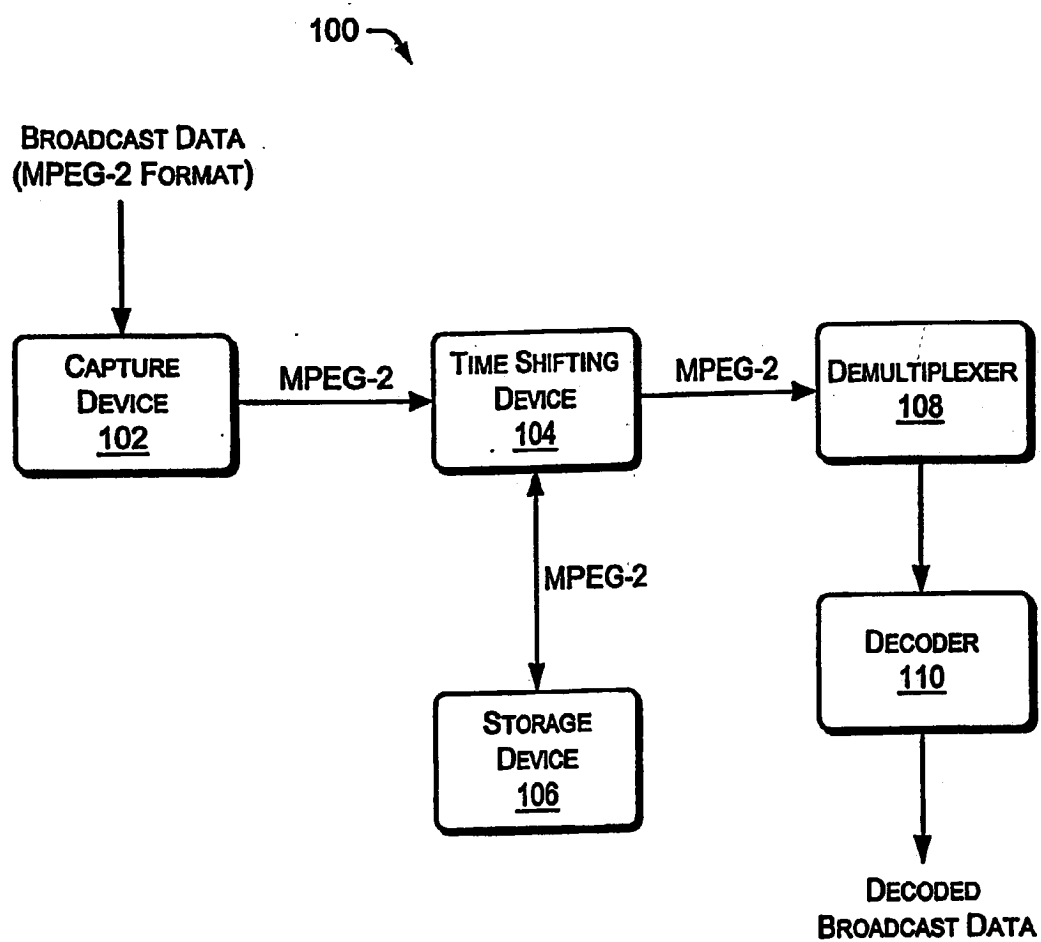 100
BROADCAST DATA
(MPEG-2 FORMAT)
CAPTURE
DEVICE
102
MPEG-2
TIME SHIFTING
DEVICE
104
MPEG-2
DEMULTIPLEXER
108
MPEG-2
STORAGE
DEVICE
106
DECODER
110
DECODED
BROADCAST DATA